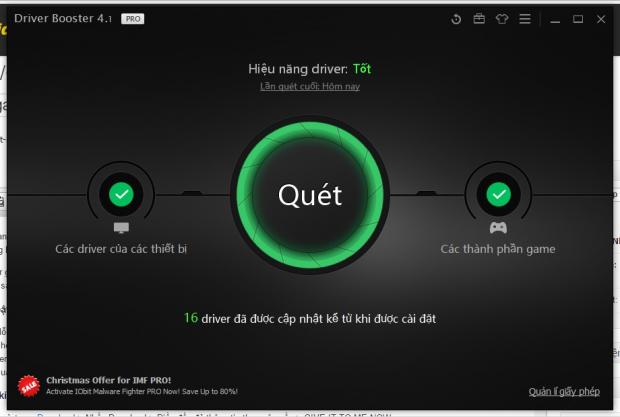 Driver Booster 4.1 PRO
Hiệu năng driver: Tốt
Lần quét cuối: Hôm nay
Quét
Các driver của các thiết bị
Các thành phần game
16 driver đã được cập nhật kể từ khi được cài đặt
SALE
Christmas Offer for IMF PRO!
Activate IObit Malware Fighter PRO Now! Save Up to 80%!
Quản lí giấy phép